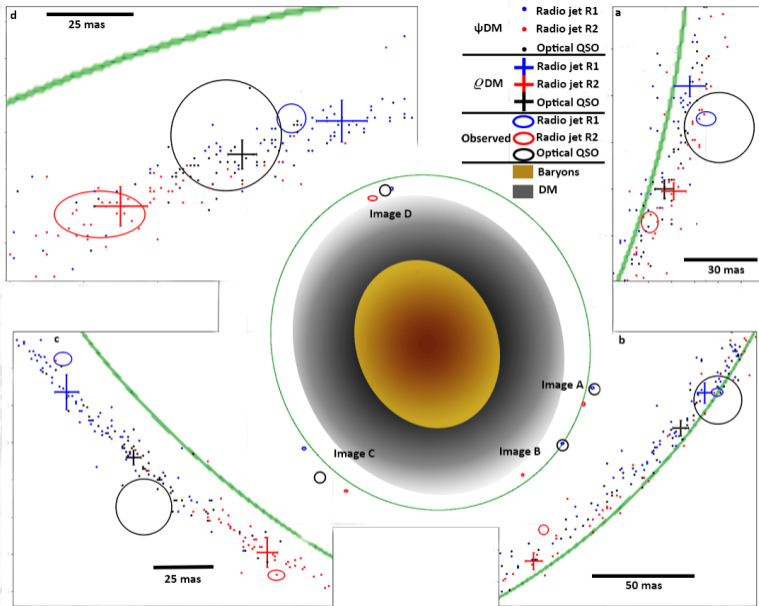 d
25 mas
ψDM
Radio jet R1
Radio jet R2
Optical QSO
ϱDM
Radio jet R1
Radio jet R2
Optical QSO
Observed
Radio jet R1
Radio jet R2
Optical QSO
Baryons
DM
a
30 mas
Image D
Image A
Image B
Image C
c
25 mas
b
50 mas